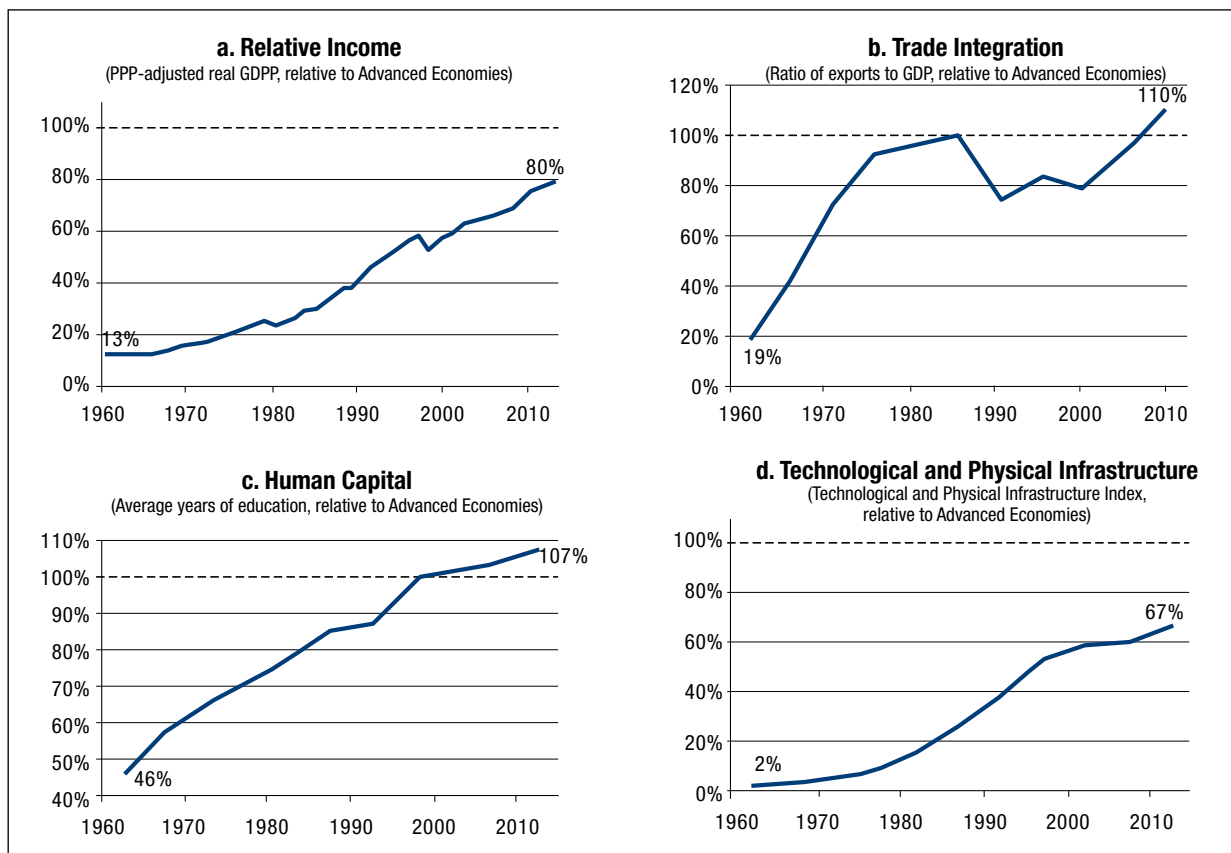 a. Relative Income
(PPP-adjusted real GDPP, relative to Advanced Economies)
100%
80%
60%
40%
20%
0%
80%
13%
1960 1970 1980 1990 2000 2010
b. Trade Integration
(Ratio of exports to GDP, relative to Advanced Economies)
120%
100%
80%
60%
40%
20%
0%
110%
19%
1960 1970 1980 1990 2000 2010
c. Human Capital
(Average years of education, relative to Advanced Economies)
110%
100%
90%
80%
70%
60%
50%
40%
107%
46%
1960 1970 1980 1990 2000 2010
d. Technological and Physical Infrastructure
(Technological and Physical Infrastructure Index,
relative to Advanced Economies)
100%
80%
60%
40%
20%
0%
67%
2%
1960 1970 1980 1990 2000 2010